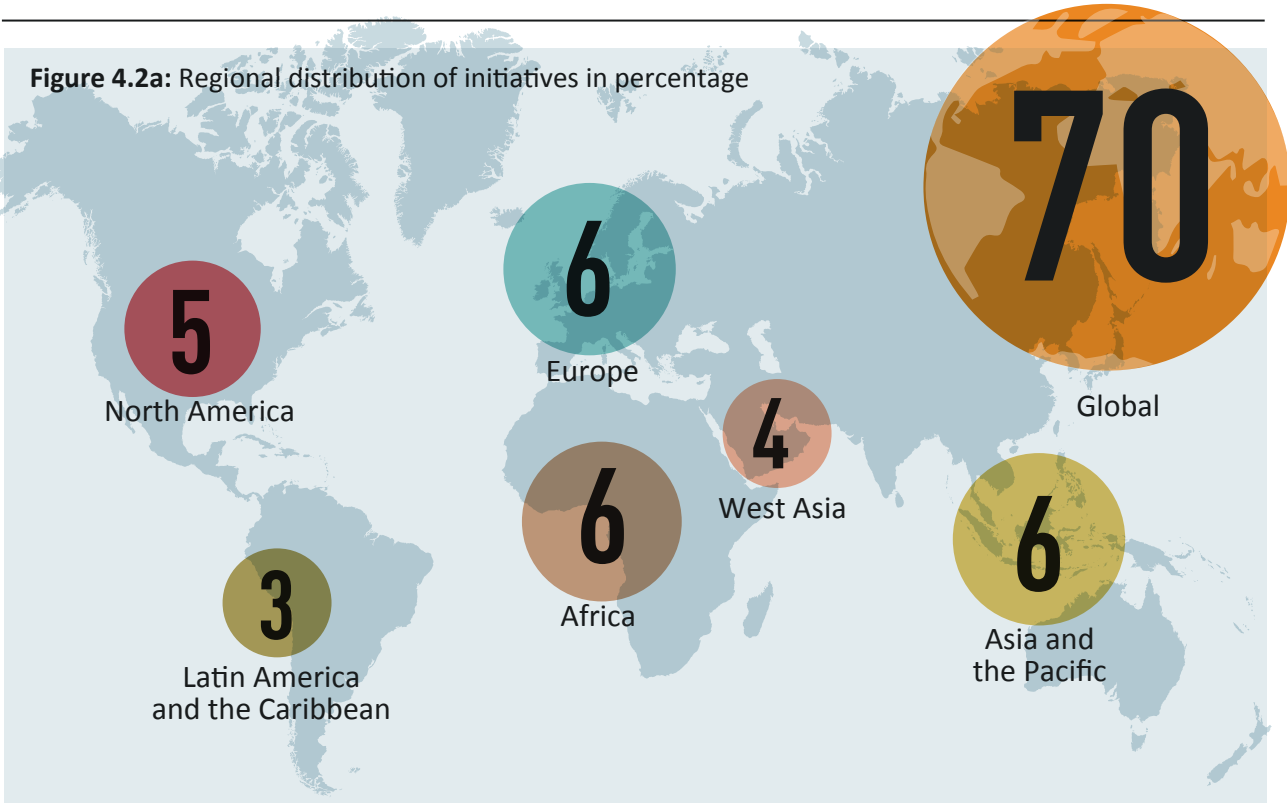 Figure 4.2a: Regional distribution of initiatives in percentage
70
Global
6
Europe
5
North America
4
West Asia
6
Africa
6
Asia and
the Pacific
3
Latin America
and the Caribbean